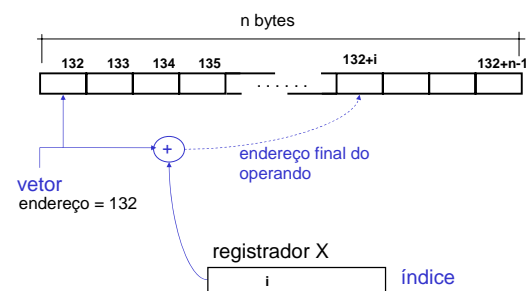 n bytes
132 133 134 135 132+i 132+n-1
. . . . . .
+
endereço final do
operando
vetor
endereço = 132
registrador X
i
índice